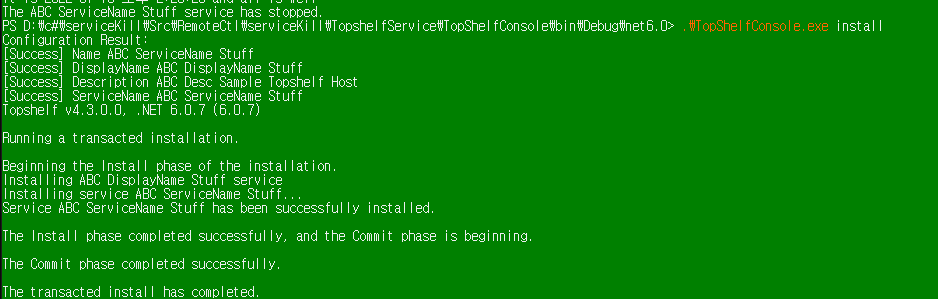 The ABC ServiceName Stuff service has stopped.
PS D:₩c#₩serviceKill₩Src₩RemoteCtl₩serviceKill₩TopshelfService₩TopShelfConsole₩bin₩Debug₩net6.0> .₩TopShelfConsole.exe install
Configuration Result:
[Success] Name ABC ServiceName Stuff
[Success] DisplayName ABC DisplayName Stuff
[Success] Description ABC Desc Sample Topshelf Host
[Success] ServiceName ABC ServiceName Stuff
Topshelf v4.3.0.0, .NET 6.0.7 (6.0.7)
Running a transacted installation.
Beginning the Install phase of the installation.
Installing ABC DisplayName Stuff service
Installing service ABC ServiceName Stuff...
Service ABC ServiceName Stuff has been successfully installed.
The Install phase completed successfully, and the Commit phase is beginning.
The Commit phase completed successfully.
The transacted install has completed.